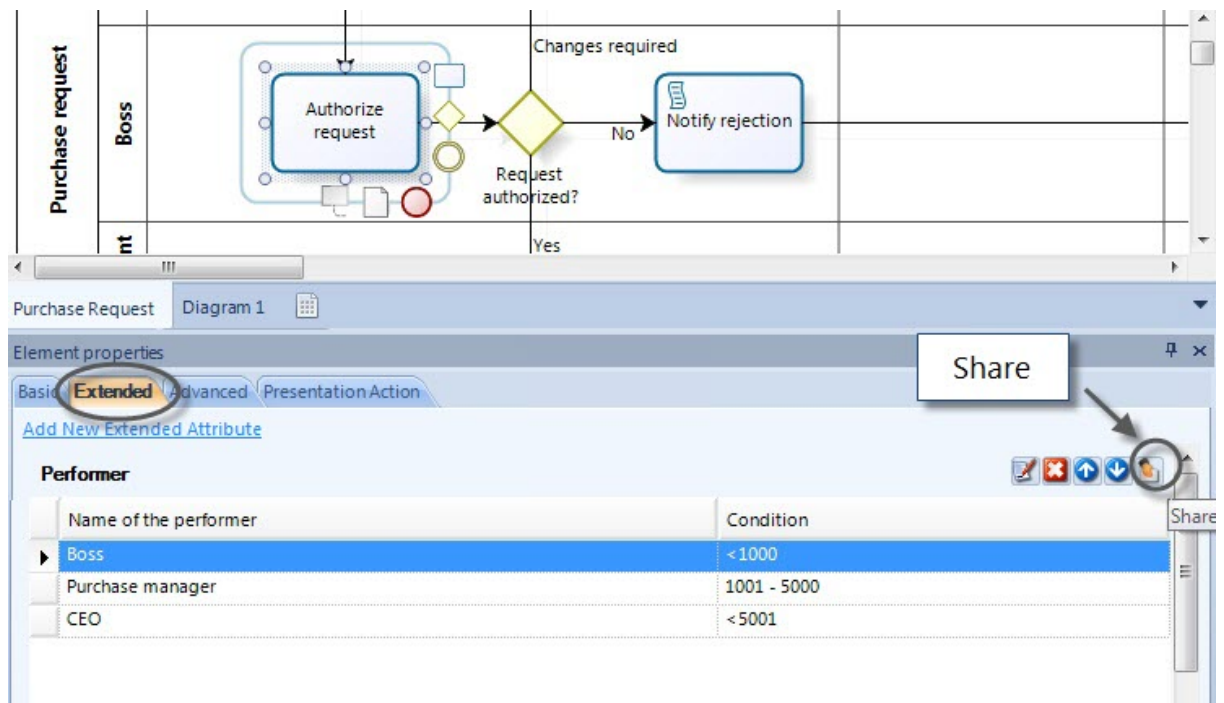 Purchase request
Boss
Changes required
Authorize
request
No
Notify rejection
Request
authorized?
nt
Yes
Purchase Request
Diagram 1
Element properties
Share
Basic
Extended
Advanced
Presentation Action
Add New Extended Attribute
Performer
Share
Name of the performer
Condition
Boss
<1000
Purchase manager
1001 - 5000
CEO
<5001